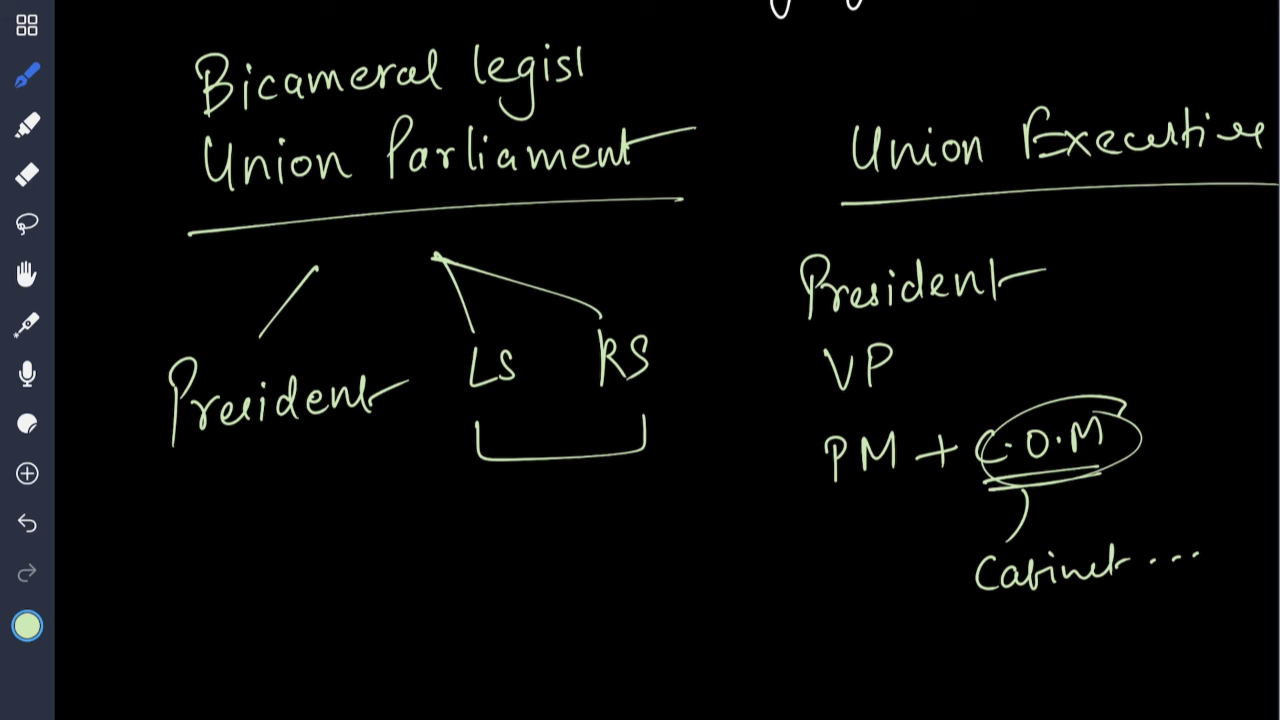 Bicameral legisl
Union Parliament
President
LS
RS
Union Executive
President
VP
PM + C.O.M
Cabinet ...